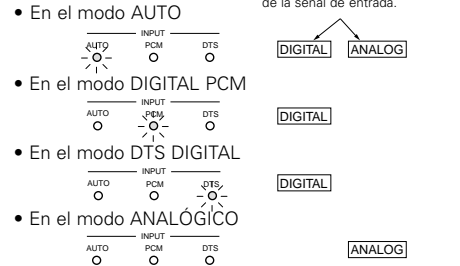 de la señal de entrada.
• En el modo AUTO
INPUT
AUTO PCM DTS
DIGITAL ANALOG
• En el modo DIGITAL PCM
INPUT
AUTO PCM DTS
DIGITAL
• En el modo DTS DIGITAL
INPUT
AUTO PCM DTS
DIGITAL
• En el modo ANALÓGICO
INPUT
AUTO PCM DTS
ANALOG